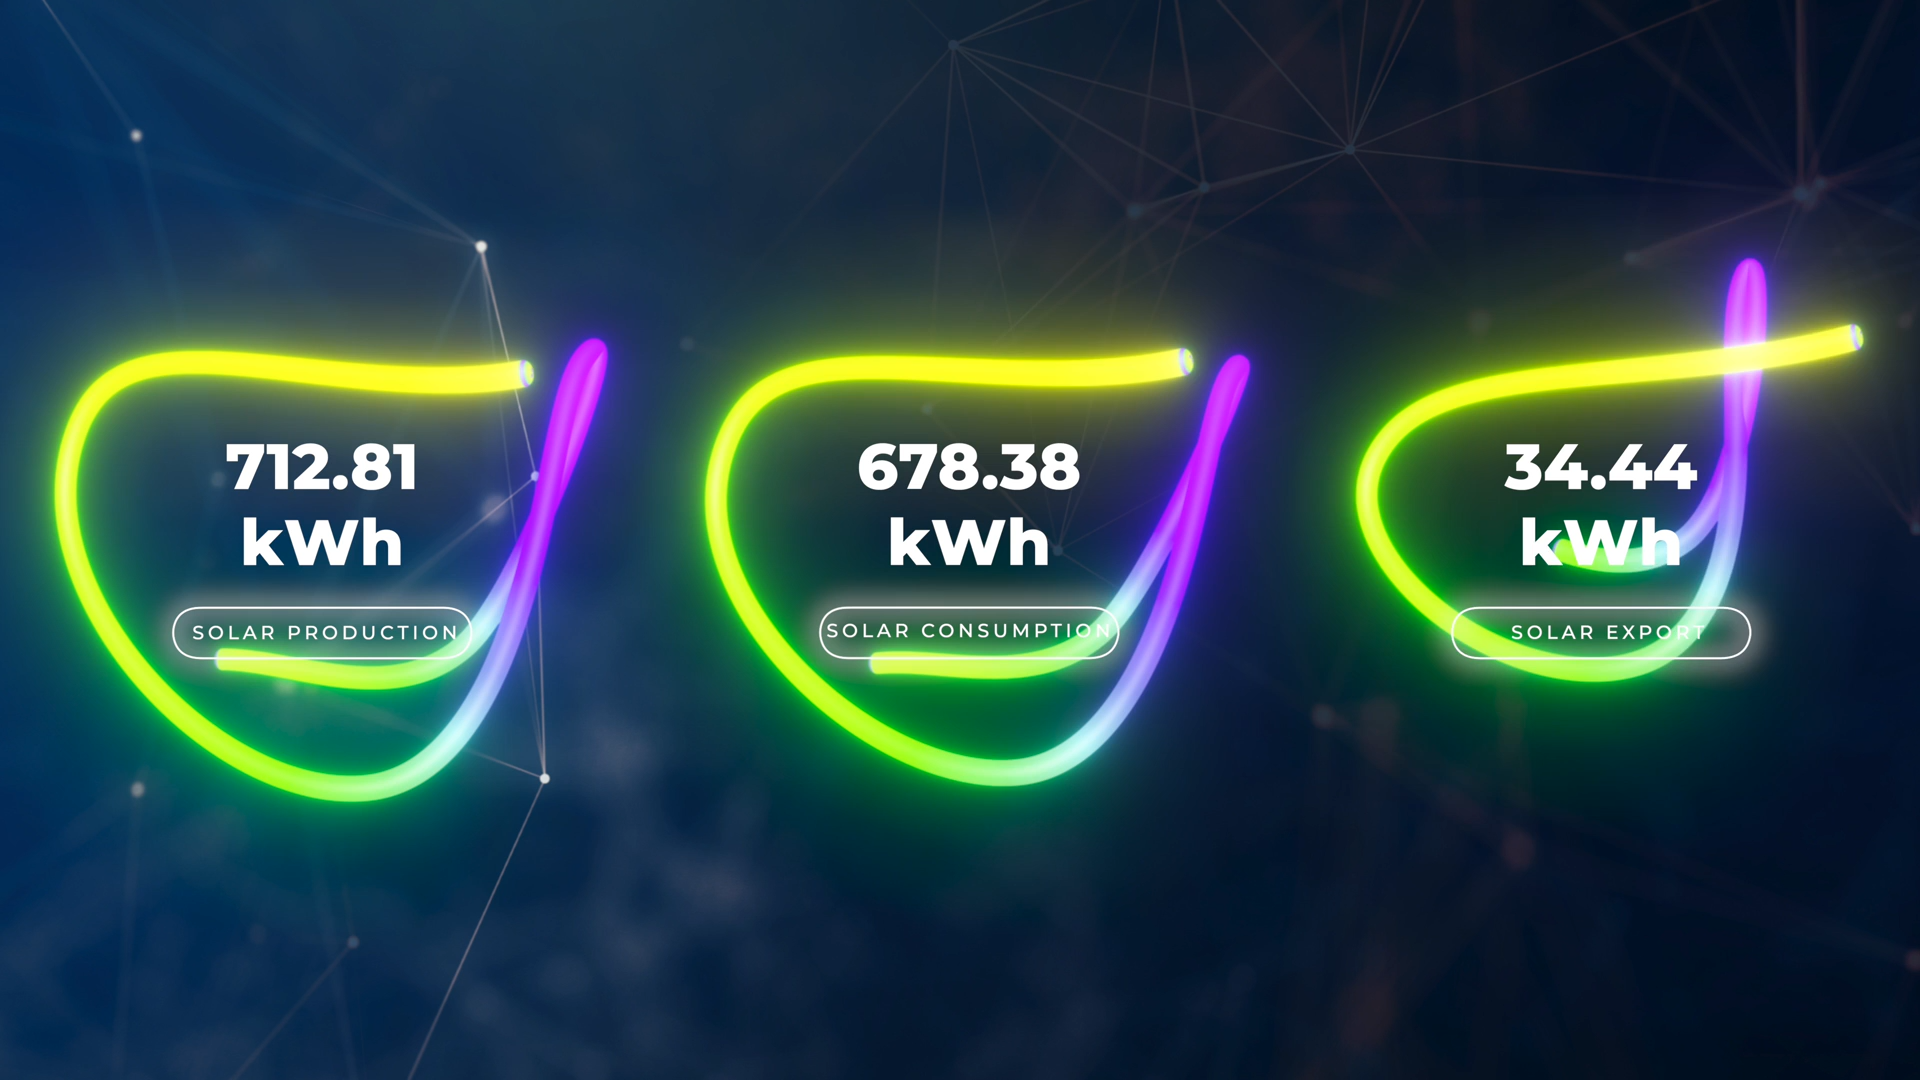 712.81
kWh
SOLAR PRODUCTION
678.38
kWh
SOLAR CONSUMPTION
34.44
kWh
SOLAR EXPORT